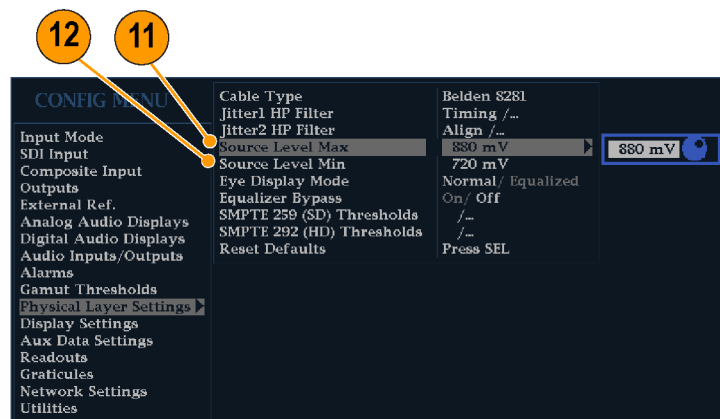 12 11
CONFIG MENU
Input Mode
SDI Input
Composite Input
Outputs
External Ref.
Analog Audio Displays
Digital Audio Displays
Audio Inputs/Outputs
Alarms
Gamut Thresholds
Physical Layer Settings
Display Settings
Aux Data Settings
Readouts
Graticules
Network Settings
Utilities
Cable Type Belden 8281
Jitter1 HP Filter Timing /...
Jitter2 HP Filter Align /...
Source Level Max 880 mV 880 mV
Source Level Min 720 mV
Eye Display Mode Normal/ Equalized
Equalizer Bypass On/ Off
SMPTE 259 (SD) Thresholds /...
SMPTE 292 (HD) Thresholds /...
Reset Defaults Press SEL